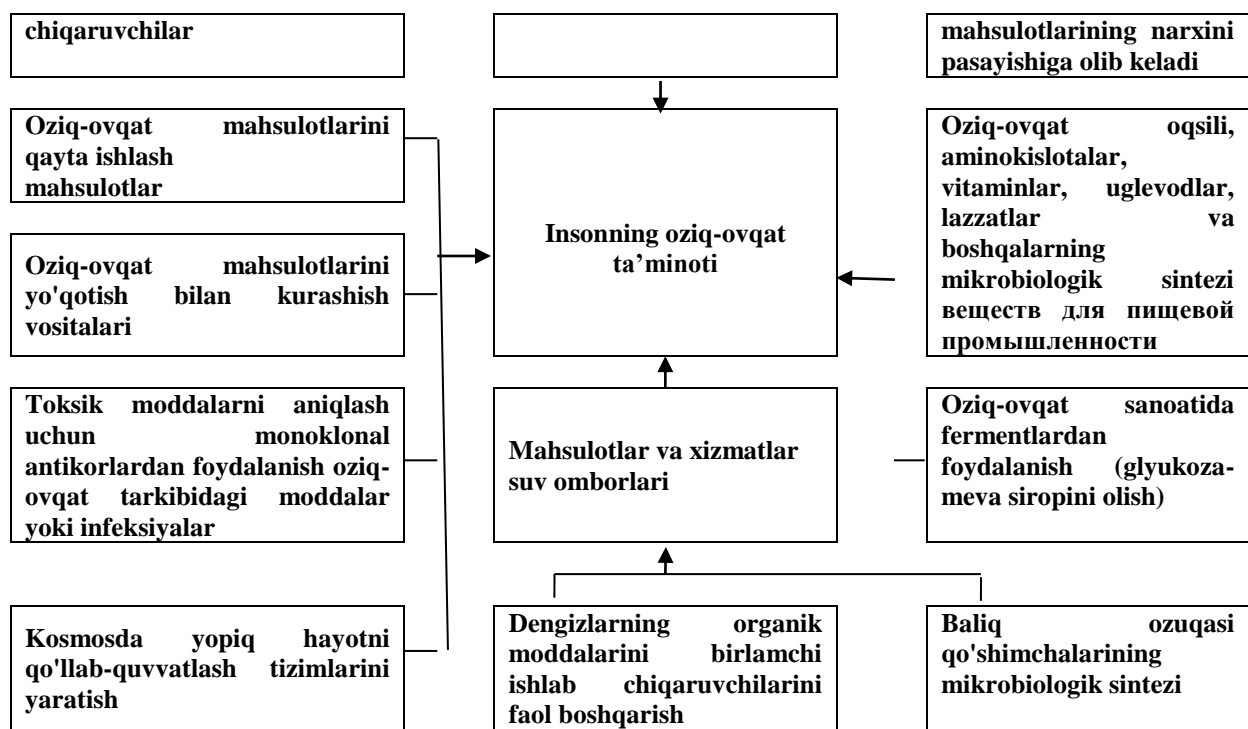 chiqaruvchilar
mahsulotlarining narxini
pasayishiga olib keladi
Oziq-ovqat mahsulotlarini
qayta ishlash
mahsulotlar
Insonning oziq-ovqat
ta’minoti
Oziq-ovqat oqsili,
aminokislotalar,
vitaminlar, uglevodlar,
lazzatlar va
boshqalarning
mikrobiologik sintezi
веществ для пищевой
промышленности
Oziq-ovqat mahsulotlarini
yo'qotish bilan kurashish
vositalari
Toksik moddalarni aniqlash
uchun monoklonal
antikorlardan foydalanish oziq-
ovqat tarkibidagi moddalar
yoki infeksiyalar
Mahsulotlar va xizmatlar
suv omborlari
Oziq-ovqat sanoatida
fermentlardan
foydalanish (glyukoza-
meva siropini olish)
Kosmosda yopiq hayotni
qo'llab-quvvatlash tizimlarini
yaratish
Dengizlarning organik
moddalarini birlamchi
ishlab chiqaruvchilarini
faol boshqarish
Baliq ozuqasi
qo'shimchalarining
mikrobiologik sintezi